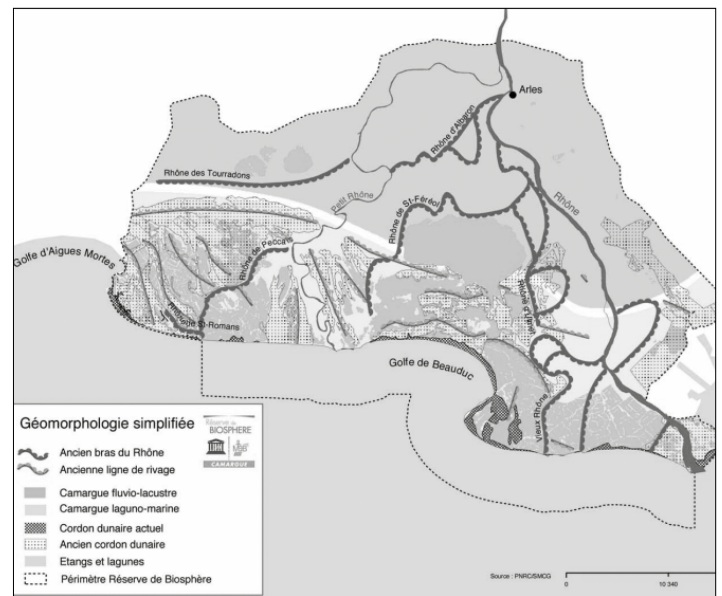 Arles
Rhône d'Albaron
Rhône des Tourradons
Petit Rhône
Rhône de St-Féréol
Rhône
Golfe d'Aigues Mortes
Rhône de Peccaïs
Rhône d'Ulmet
Rhône de St-Romans
Golfe de Beauduc
Vieux Rhône
Géomorphologie simplifiée
Réserve de
BIOSPHERE
CAMARGUE
Ancien bras du Rhône
Ancienne ligne de rivage
Camargue fluvio-lacustre
Camargue laguno-marine
Cordon dunaire actuel
Ancien cordon dunaire
Etangs et lagunes
Périmètre Réserve de Biosphère
Source : PNRC/SMCG
0 10 340